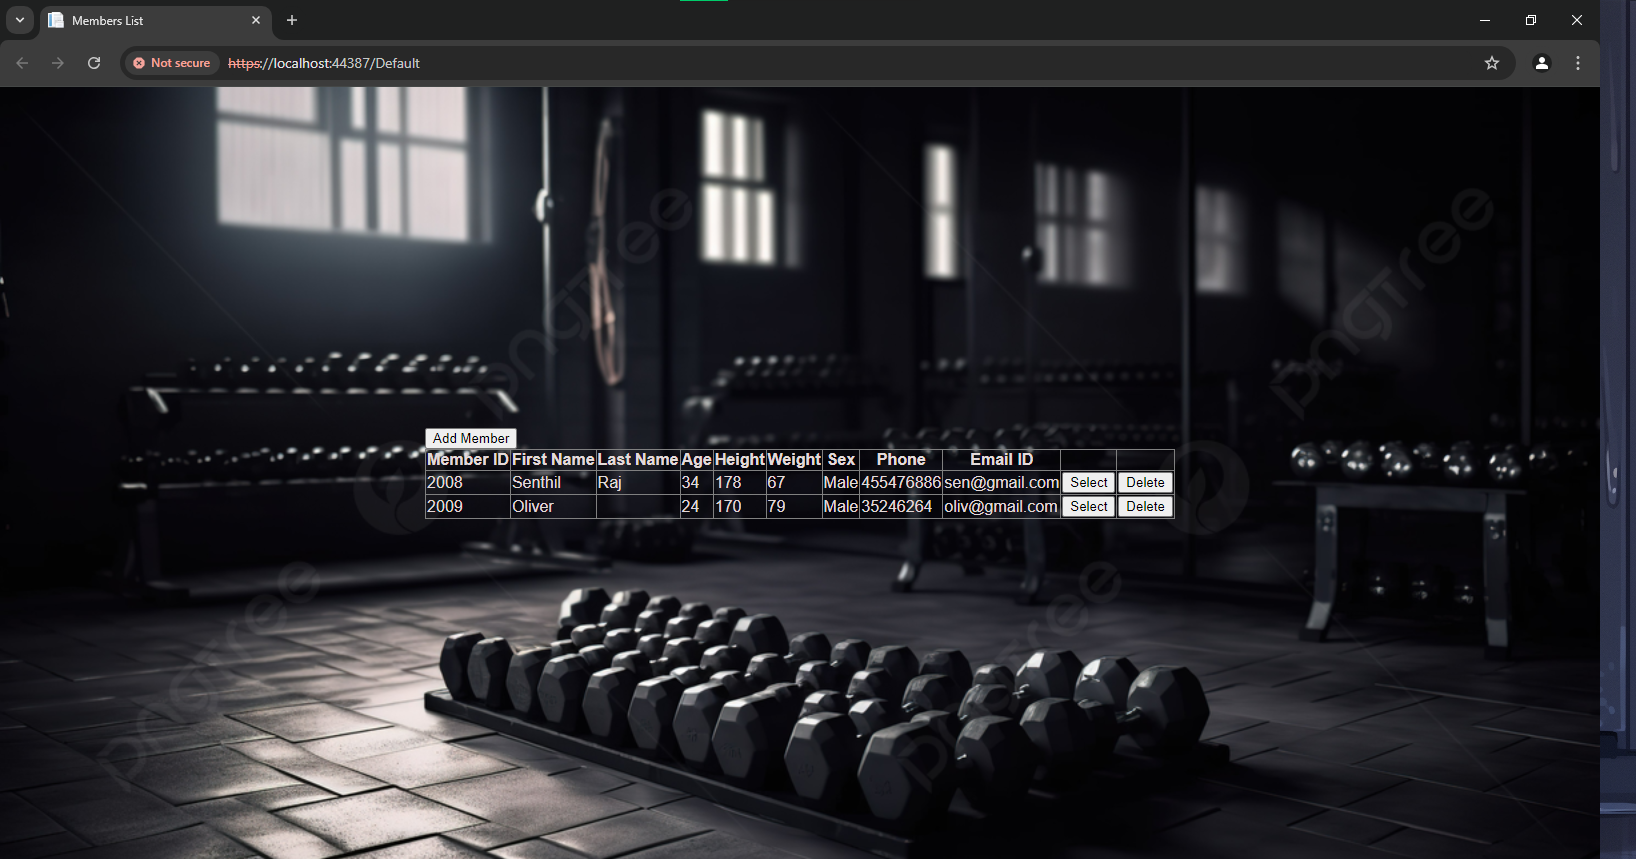 Members List
Not secure https://localhost:44387/Default
Add Member
Member ID First Name Last Name Age Height Weight Sex Phone Email ID
2008 Senthil Raj 34 178 67 Male 455476886 sen@gmail.com Select Delete
2009 Oliver 24 170 79 Male 35246264 oliv@gmail.com Select Delete
pngtree
pngtree
pngtree
pngtree